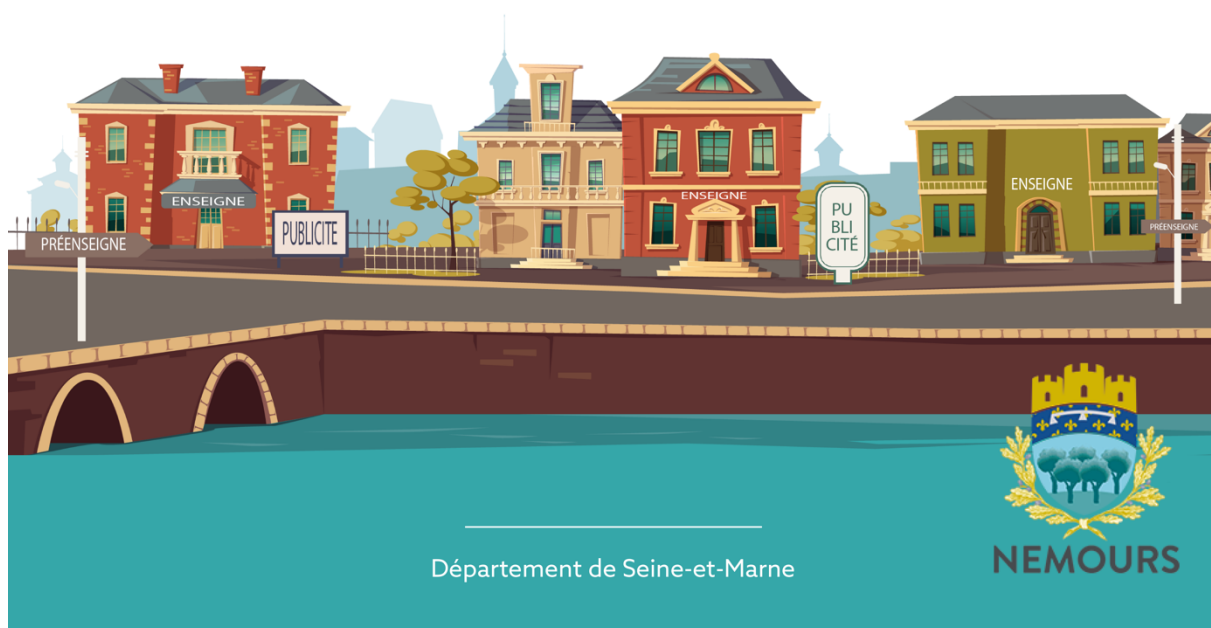 ENSEIGNE
PRÉENSEIGNE
PUBLICITE
ENSEIGNE
PU
BLI
CITÉ
ENSEIGNE
PRÉENSEIGNE
NEMOURS
Département de Seine-et-Marne